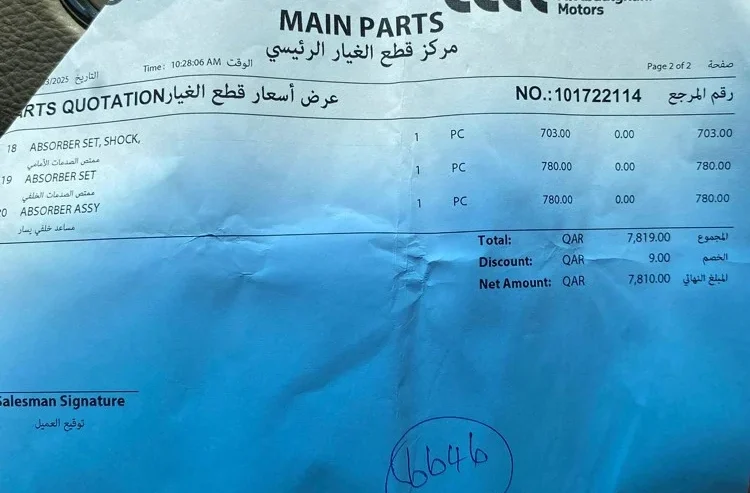 MAIN PARTS
Motors
مركز قطع الغيار الرئيسي
3/2025 التاريخ Time: 10:28:06 AM الوقت Page 2 of 2 صفحة
ARTS QUOTATION عرض أسعار قطع الغيار NO.:101722114 رقم المرجع
18 ABSORBER SET, SHOCK, 1 PC 703.00 0.00 703.00
ممتص الصدمات الأمامي
19 ABSORBER SET 1 PC 780.00 0.00 780.00
ممتص الصدمات الخلفي
20 ABSORBER ASSY 1 PC 780.00 0.00 780.00
مساعد خلفي يسار
Total: QAR 7,819.00 المجموع
Discount: QAR 9.00 الخصم
Net Amount: QAR 7,810.00 المبلغ النهائي
Salesman Signature
توقيع العميل
6646